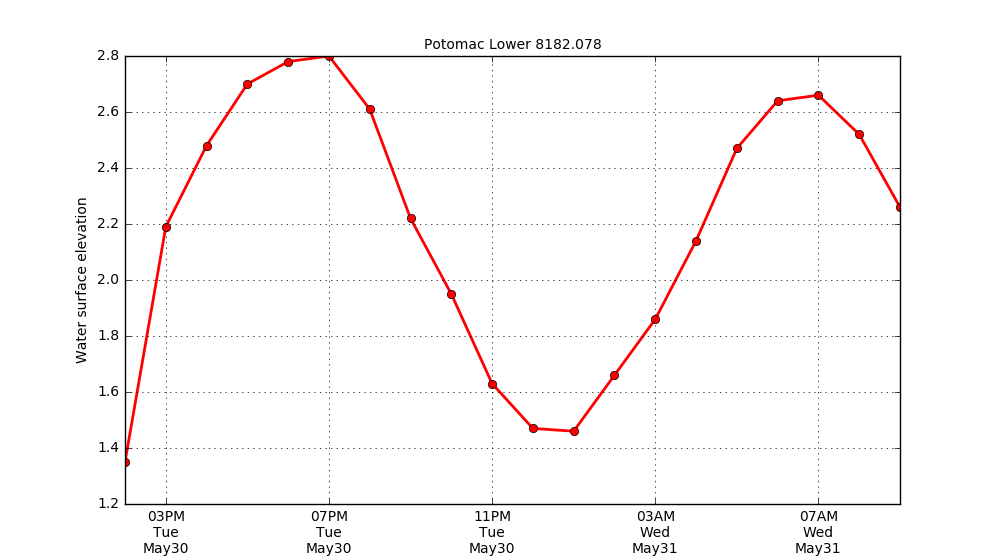 Potomac Lower 8182.078
Water surface elevation
2.8
2.6
2.4
2.2
2.0
1.8
1.6
1.4
1.2
03PM
Tue
May30
07PM
Tue
May30
11PM
Tue
May30
03AM
Wed
May31
07AM
Wed
May31